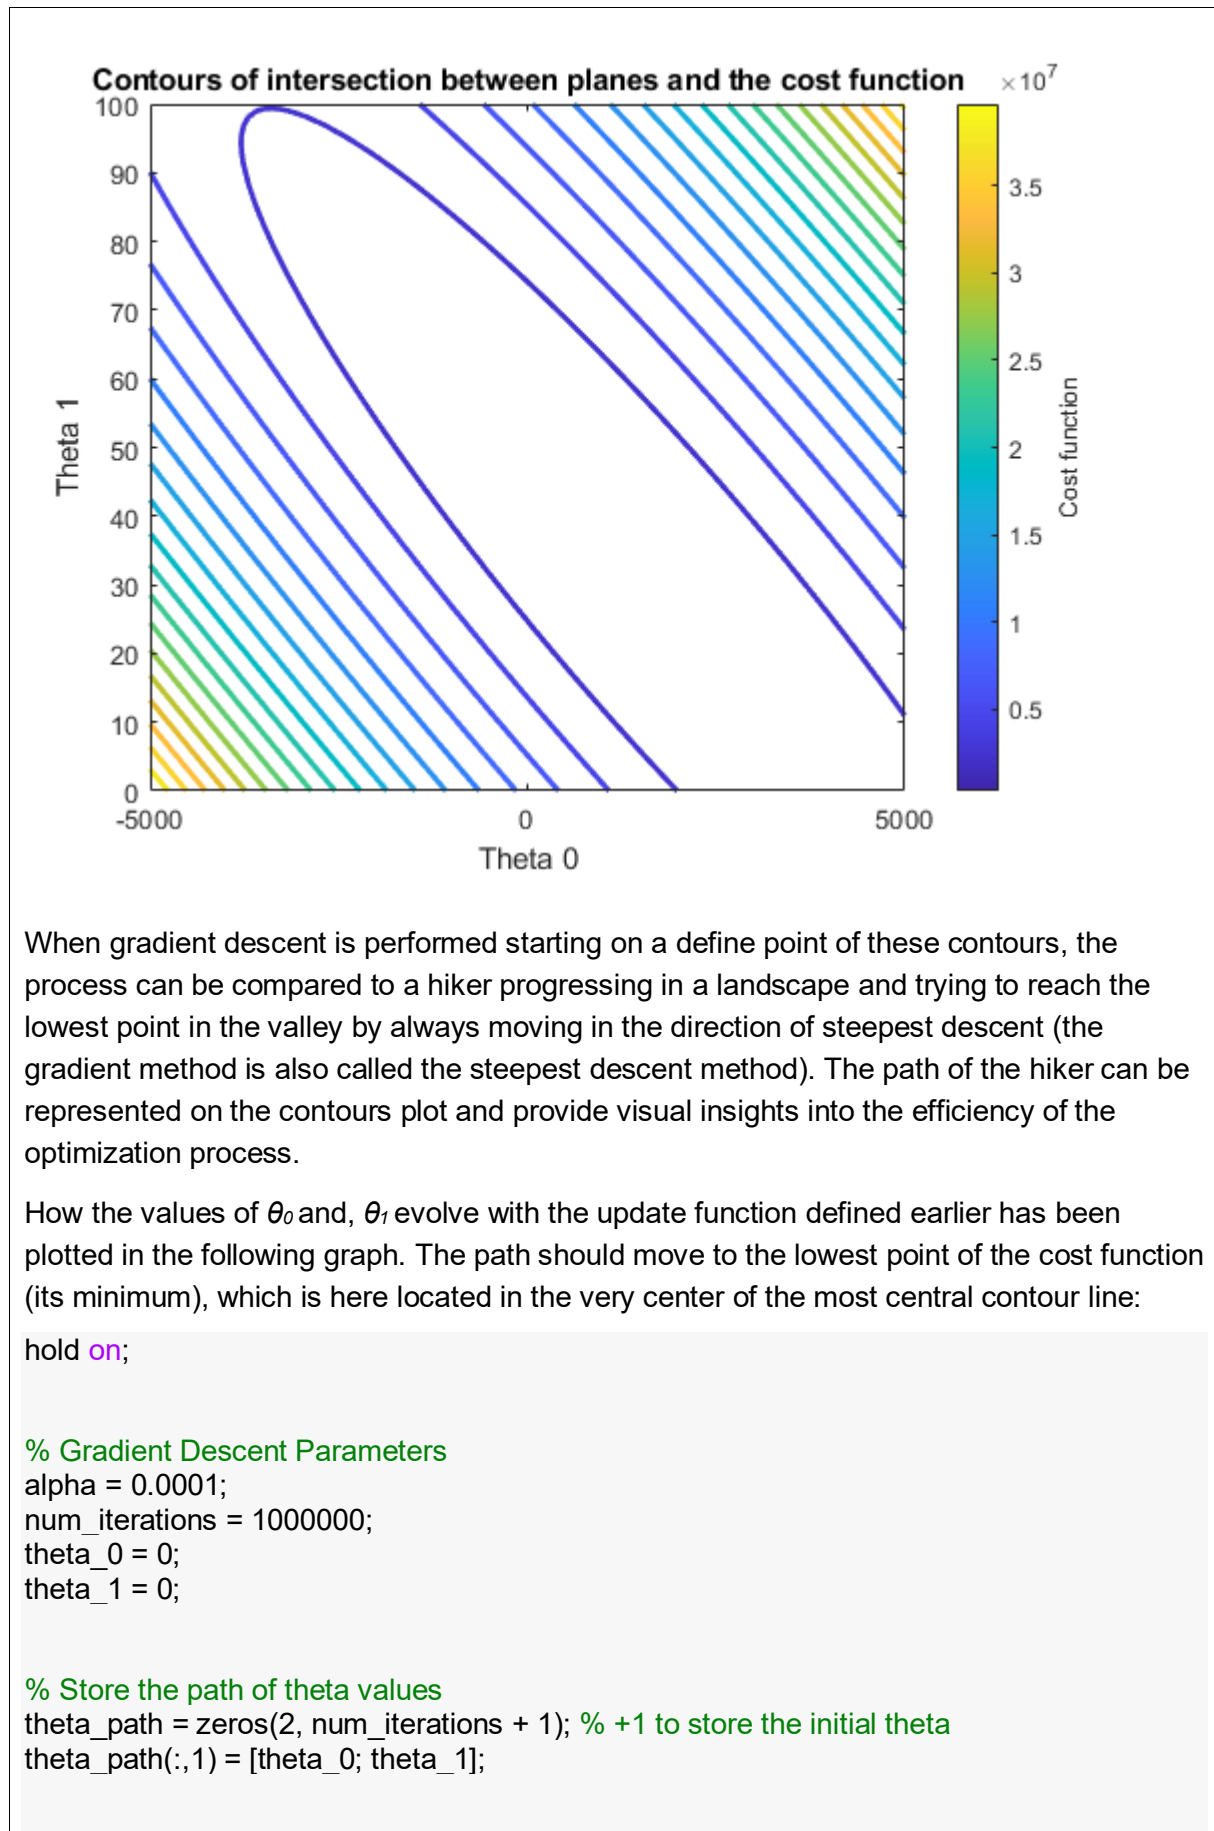 Contours of intersection between planes and the cost function
×10⁷
100
90
80
70
60
50
40
30
20
10
0
Theta 1
-5000
0
5000
Theta 0
3.5
3
2.5
2
1.5
1
0.5
Cost function
When gradient descent is performed starting on a define point of these contours, the
process can be compared to a hiker progressing in a landscape and trying to reach the
lowest point in the valley by always moving in the direction of steepest descent (the
gradient method is also called the steepest descent method). The path of the hiker can be
represented on the contours plot and provide visual insights into the efficiency of the
optimization process.
How the values of θ₀ and, θ₁ evolve with the update function defined earlier has been
plotted in the following graph. The path should move to the lowest point of the cost function
(its minimum), which is here located in the very center of the most central contour line:
hold on;
% Gradient Descent Parameters
alpha = 0.0001;
num_iterations = 1000000;
theta_0 = 0;
theta_1 = 0;
% Store the path of theta values
theta_path = zeros(2, num_iterations + 1); % +1 to store the initial theta
theta_path(:,1) = [theta_0; theta_1];